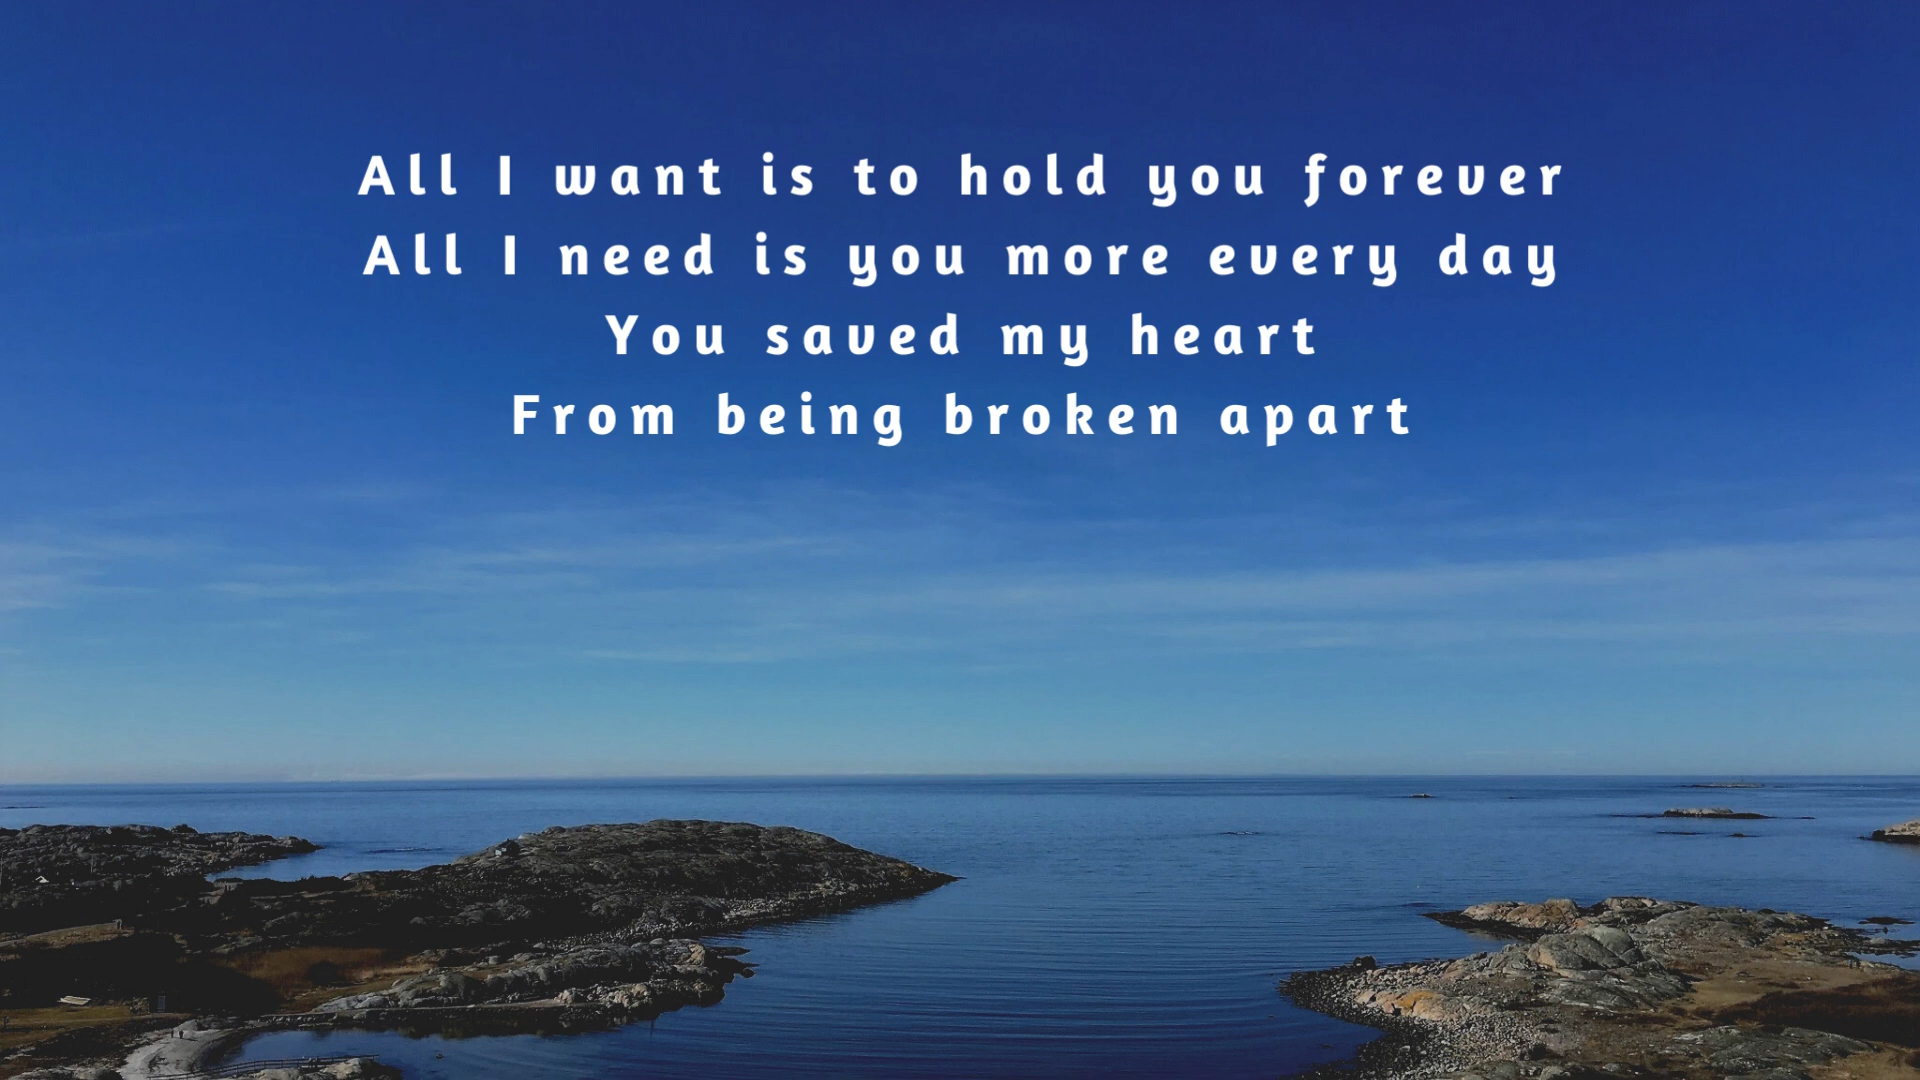 All I want is to hold you forever
All I need is you more every day
You saved my heart
From being broken apart